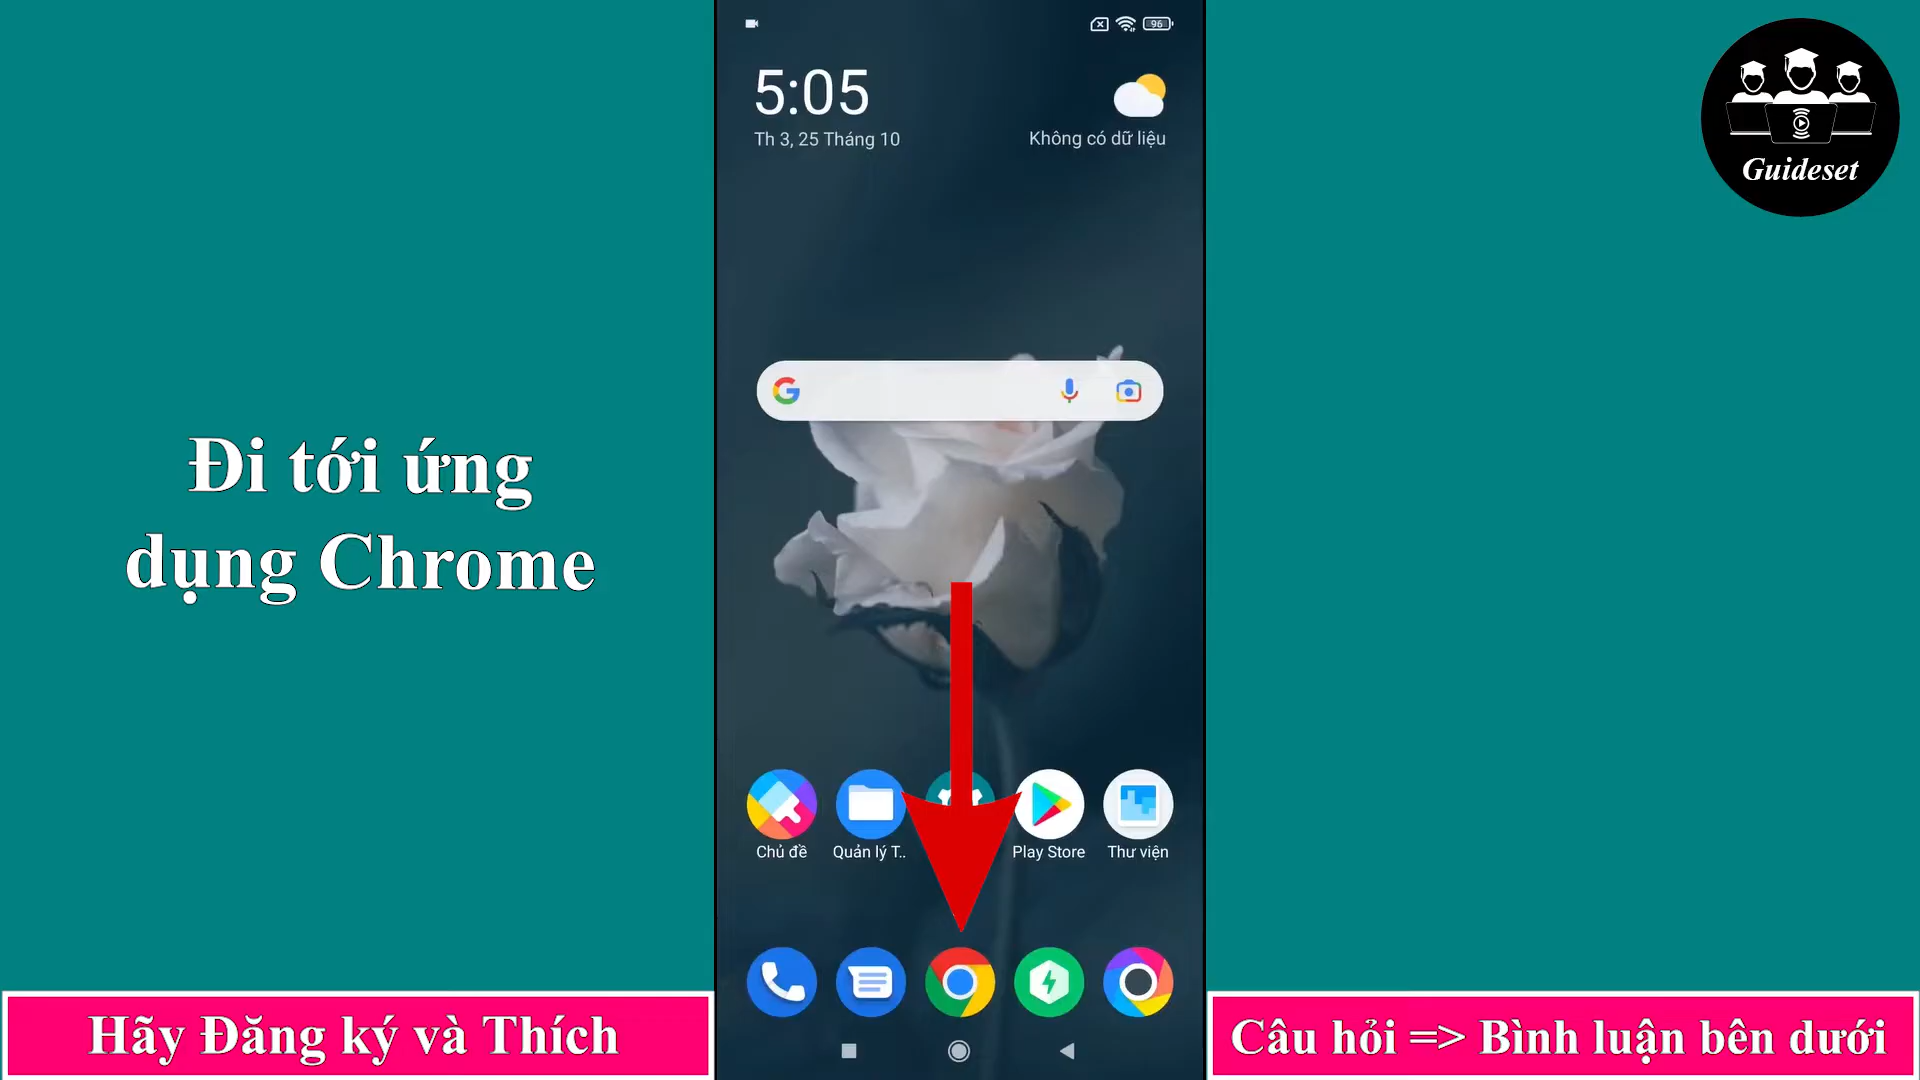 96
5:05
Th 3, 25 Tháng 10
Không có dữ liệu
Guideset
Đi tới ứng
dụng Chrome
Chủ đề
Quản lý T..
Play Store
Thư viện
Hãy Đăng ký và Thích
Câu hỏi => Bình luận bên dưới